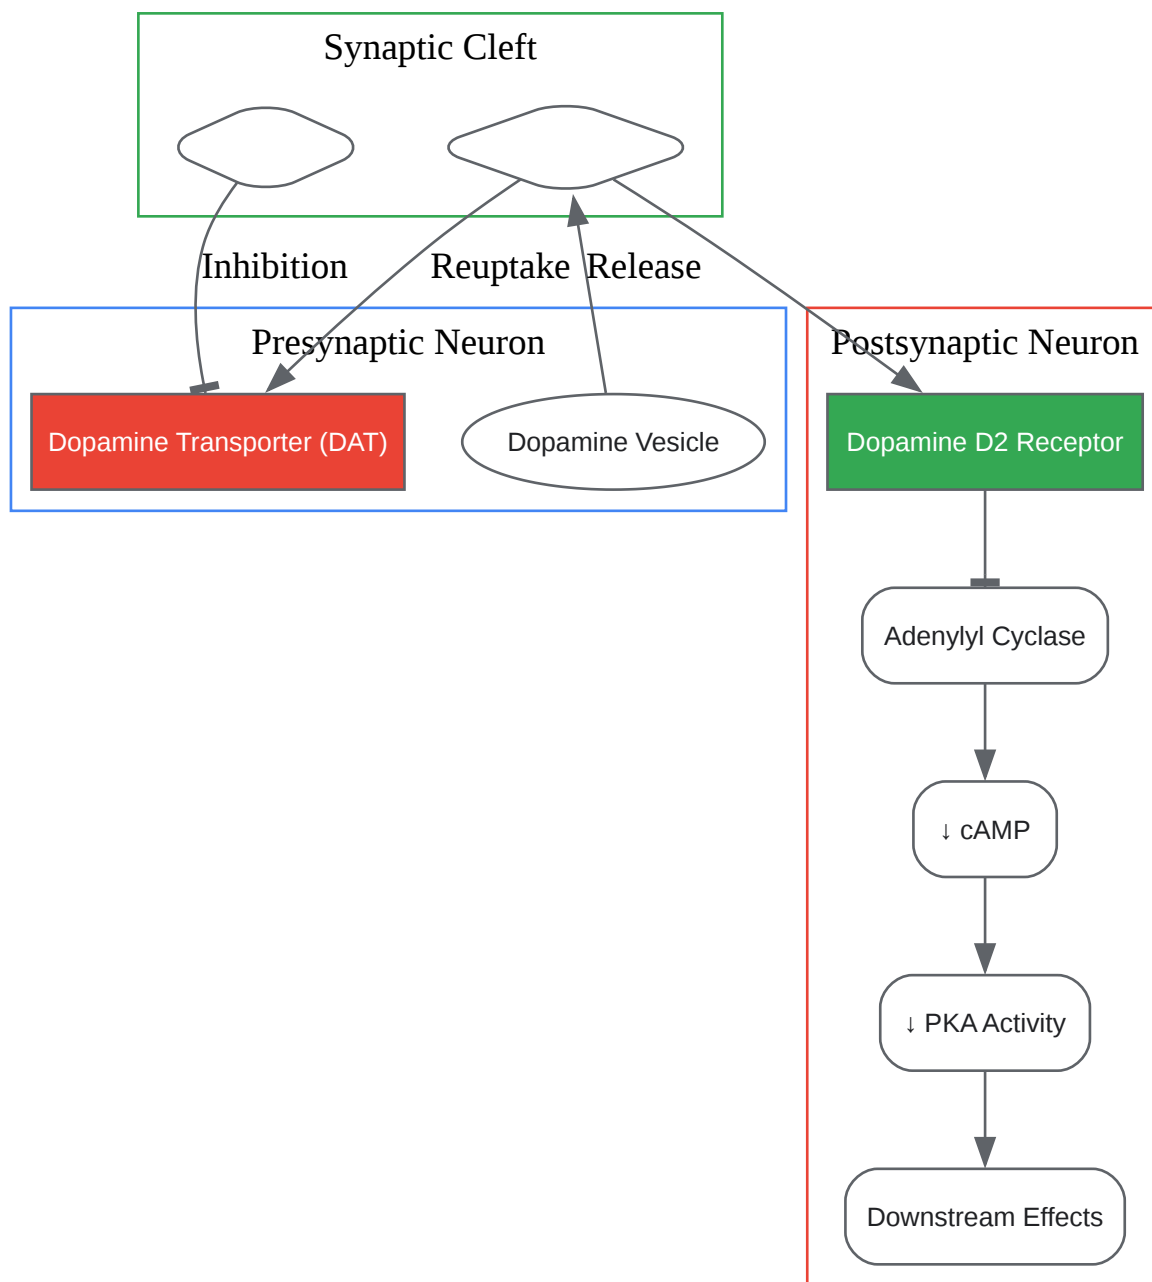 Synaptic Cleft
Inhibition
Reuptake
Release
Presynaptic Neuron
Postsynaptic Neuron
Dopamine Transporter (DAT)
Dopamine Vesicle
Dopamine D2 Receptor
Adenylyl Cyclase
↓ cAMP
↓ PKA Activity
Downstream Effects